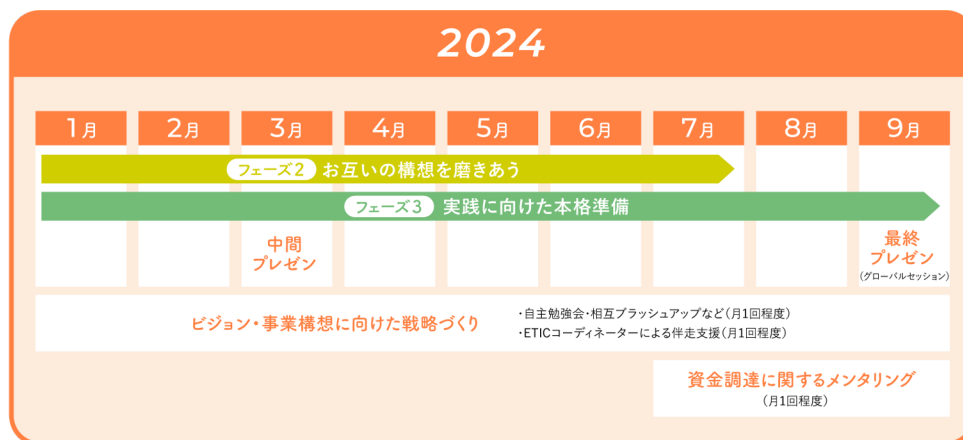 2024
1月 2月 3月 4月 5月 6月 7月 8月 9月
フェーズ2 お互いの構想を磨きあう
フェーズ3 実践に向けた本格準備
中間
プレゼン
最終
プレゼン
(グローバルセッション)
ビジョン・事業構想に向けた戦略づくり
・自主勉強会・相互ブラッシュアップなど(月1回程度)
・ETICコーディネーターによる伴走支援(月1回程度)
資金調達に関するメンタリング
(月1回程度)